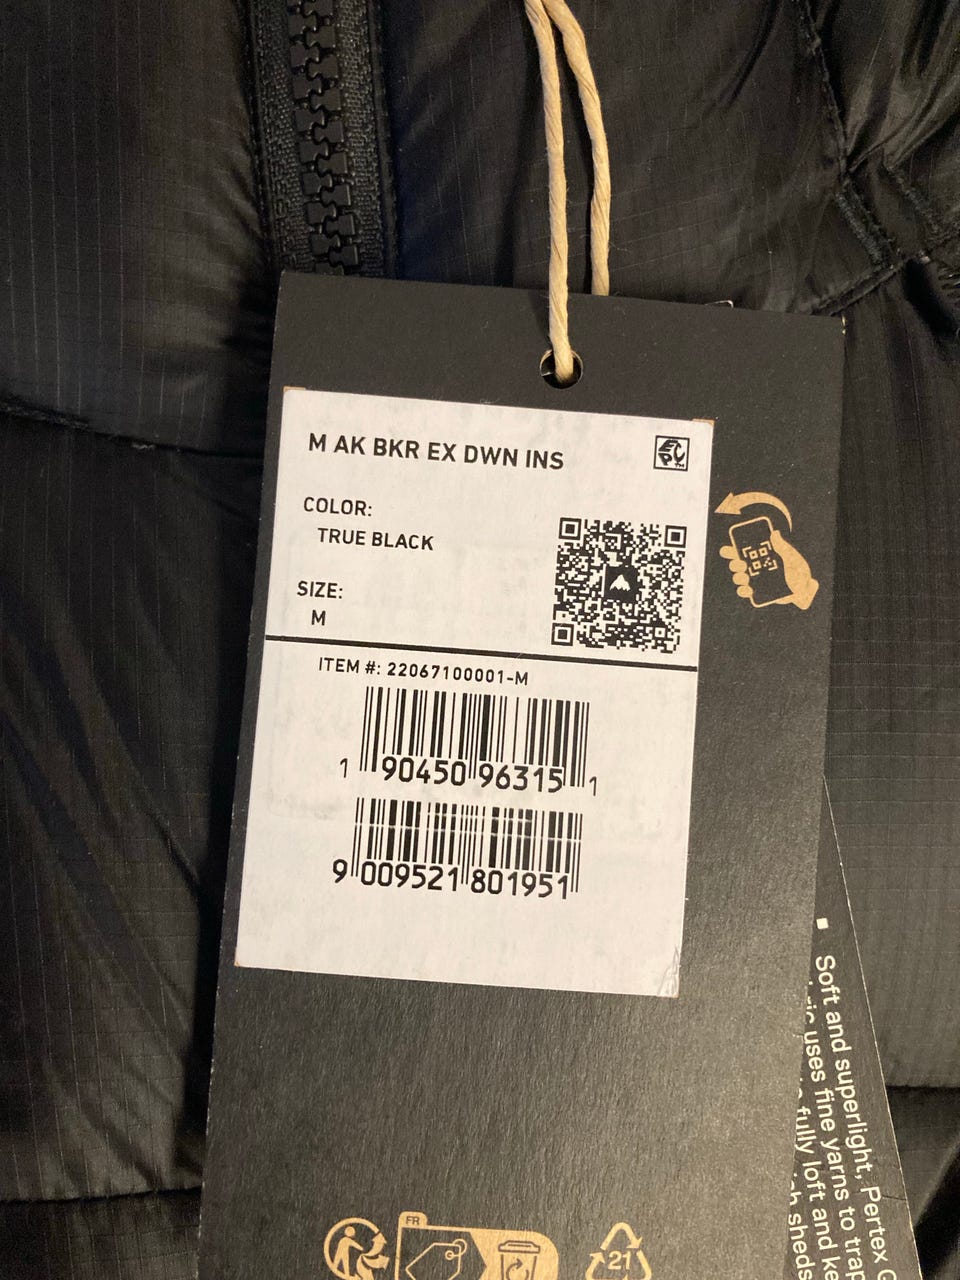 M AK BKR EX DWN INS
EPC™
COLOR:
TRUE BLACK
SIZE:
M
ITEM #: 22067100001-M
1 90450 96315 1
9 009521 801951
FR
21
▪ Soft and superlight, Pertex
uses fine yarns to trap
fully loft and
sheds